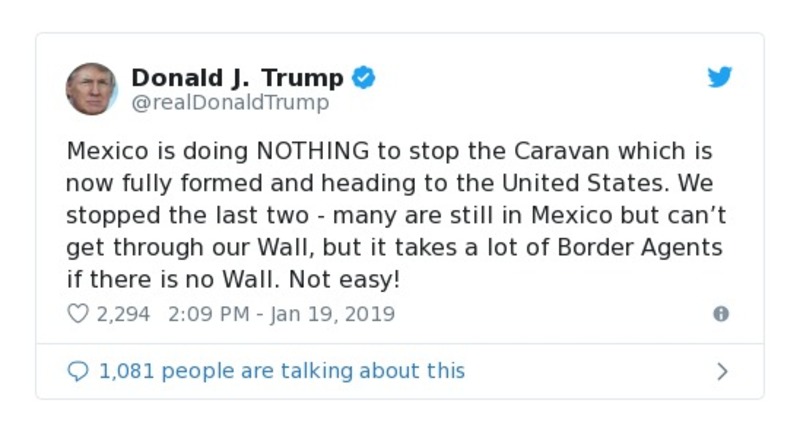 Donald J. Trump
@realDonaldTrump
Mexico is doing NOTHING to stop the Caravan which is
now fully formed and heading to the United States. We
stopped the last two - many are still in Mexico but can’t
get through our Wall, but it takes a lot of Border Agents
if there is no Wall. Not easy!
2,294 2:09 PM - Jan 19, 2019
1,081 people are talking about this